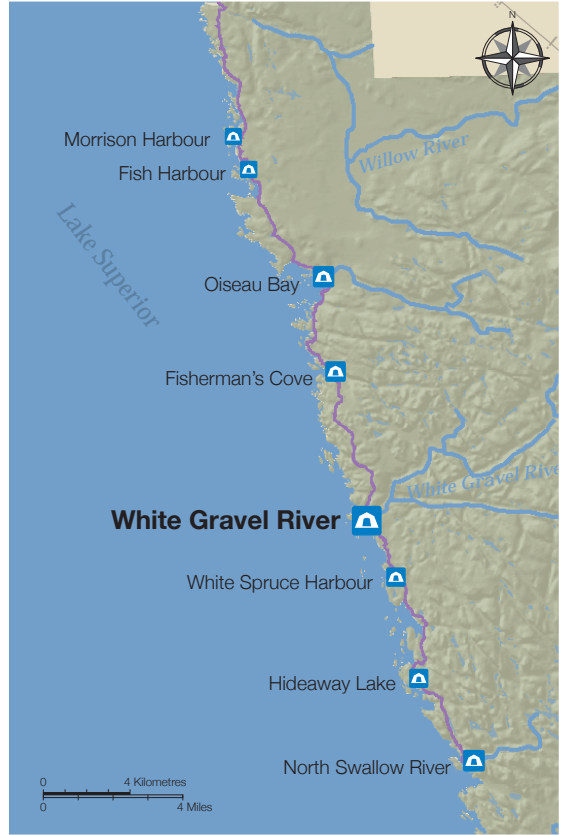 N
Morrison Harbour
Willow River
Fish Harbour
Lake Superior
Oiseau Bay
Fisherman's Cove
White Gravel Rive
White Gravel River
White Spruce Harbour
Hideaway Lake
North Swallow River
0 4 Kilometres
0 4 Miles